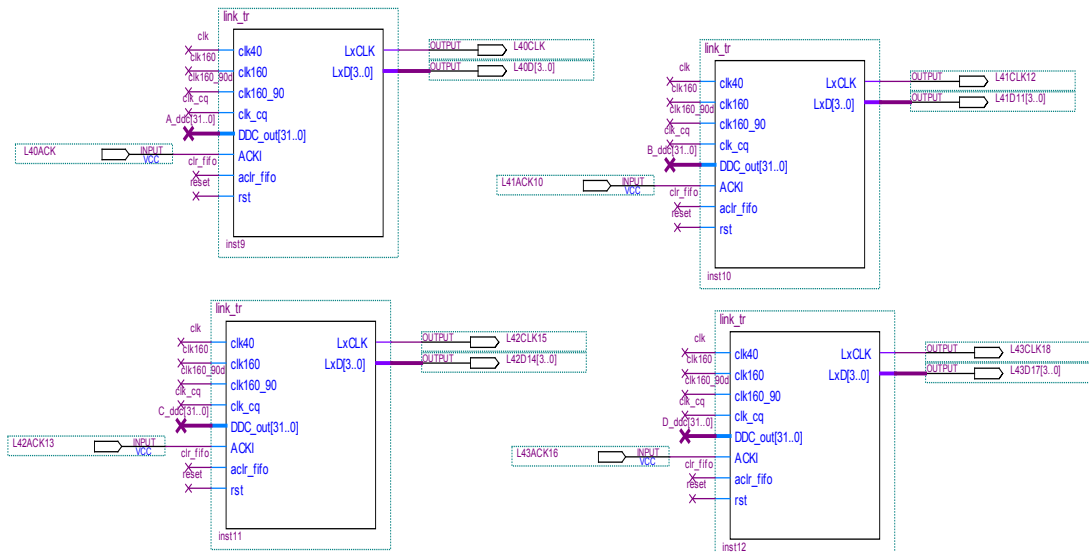 link_tr
clk
clk40
LxCLK
OUTPUT
L40CLK
clk160
clk160
LxD[3..0]
OUTPUT
L40D[3..0]
clk160_90d
clk160_90
clk_cq
clk_cq
A_ddc[31..0]
DDC_out[31..0]
L40ACK
INPUT
VCC
ACKI
clr_fifo
aclr_fifo
reset
rst
inst9
link_tr
clk
clk40
LxCLK
OUTPUT
L41CLK12
clk160
clk160
LxD[3..0]
OUTPUT
L41D11[3..0]
clk160_90d
clk160_90
clk_cq
clk_cq
B_ddc[31..0]
DDC_out[31..0]
L41ACK10
INPUT
VCC
ACKI
clr_fifo
aclr_fifo
reset
rst
inst10
link_tr
clk
clk40
LxCLK
OUTPUT
L42CLK15
clk160
clk160
LxD[3..0]
OUTPUT
L42D14[3..0]
clk160_90d
clk160_90
clk_cq
clk_cq
C_ddc[31..0]
DDC_out[31..0]
L42ACK13
INPUT
VCC
ACKI
clr_fifo
aclr_fifo
reset
rst
inst11
link_tr
clk
clk40
LxCLK
OUTPUT
L43CLK18
clk160
clk160
LxD[3..0]
OUTPUT
L43D17[3..0]
clk160_90d
clk160_90
clk_cq
clk_cq
D_ddc[31..0]
DDC_out[31..0]
L43ACK16
INPUT
VCC
ACKI
clr_fifo
aclr_fifo
reset
rst
inst12